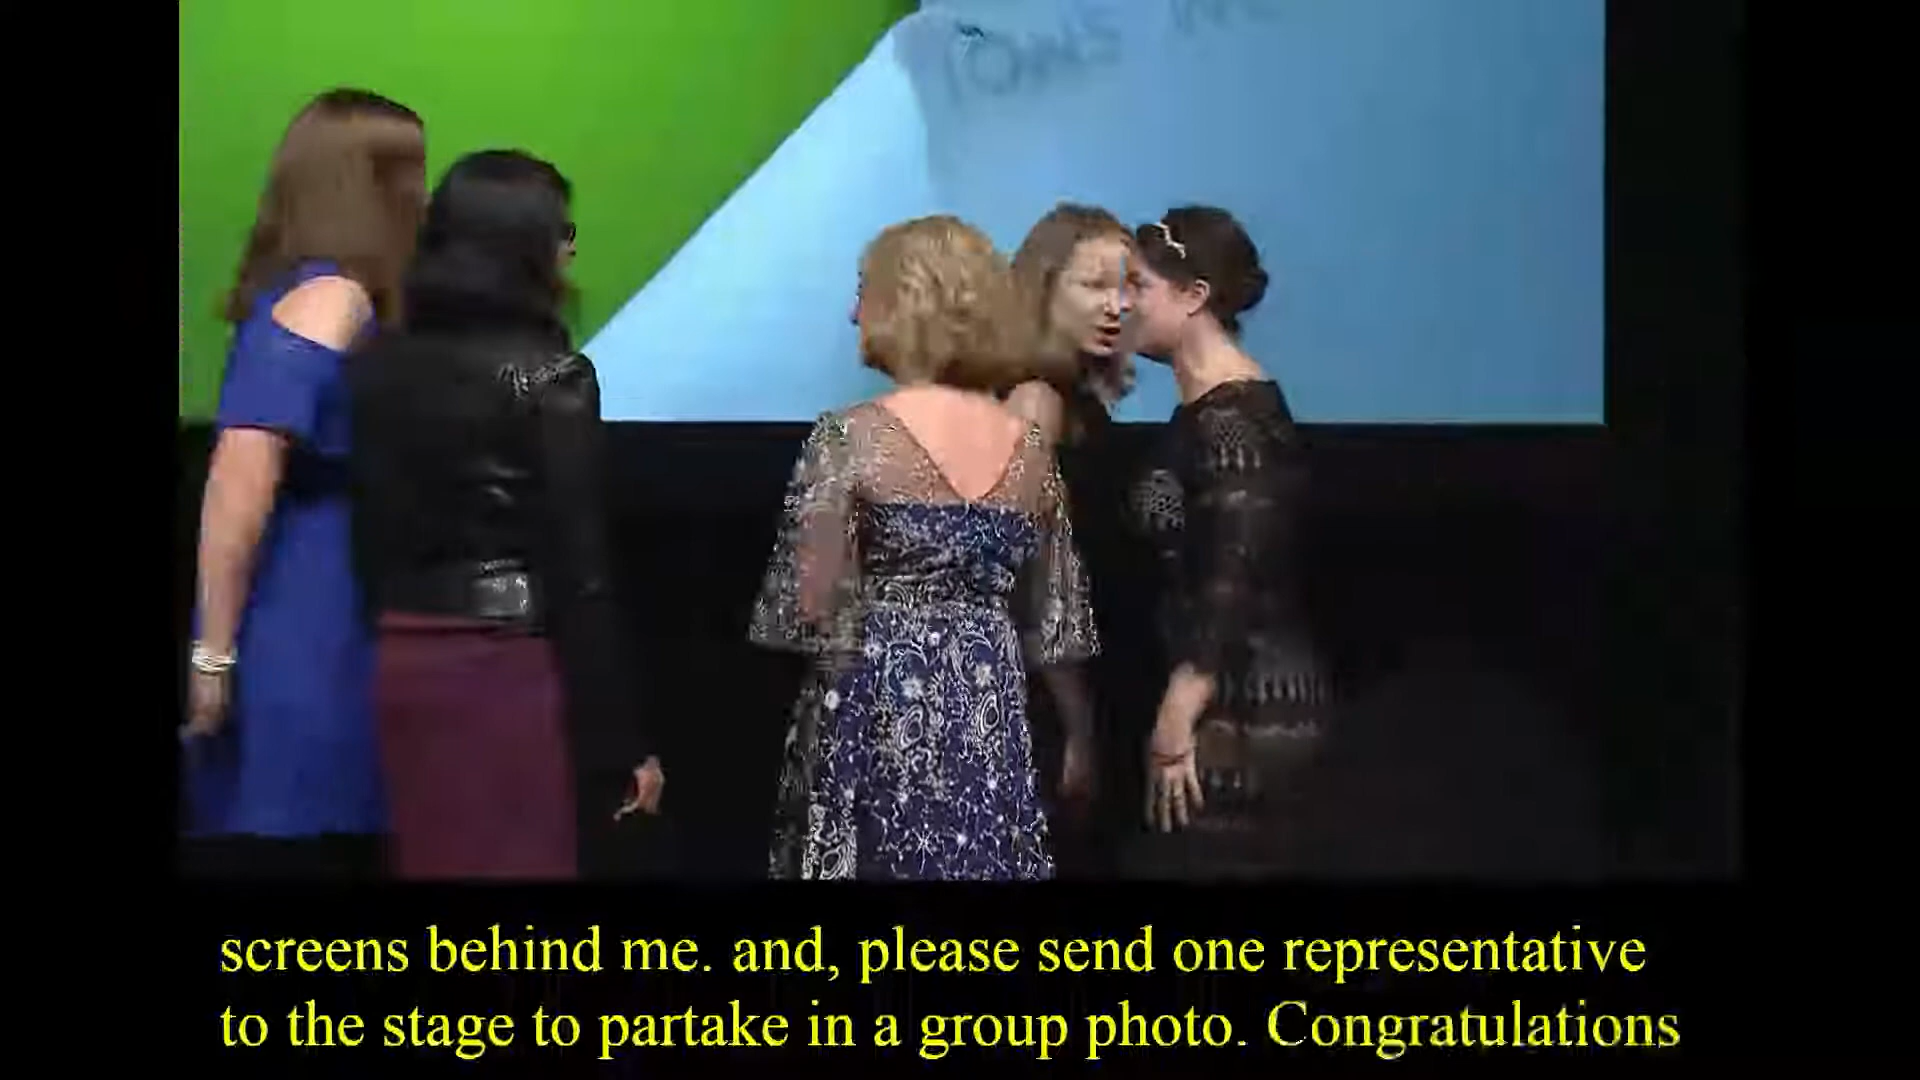 screens behind me. and, please send one representative
to the stage to partake in a group photo. Congratulations